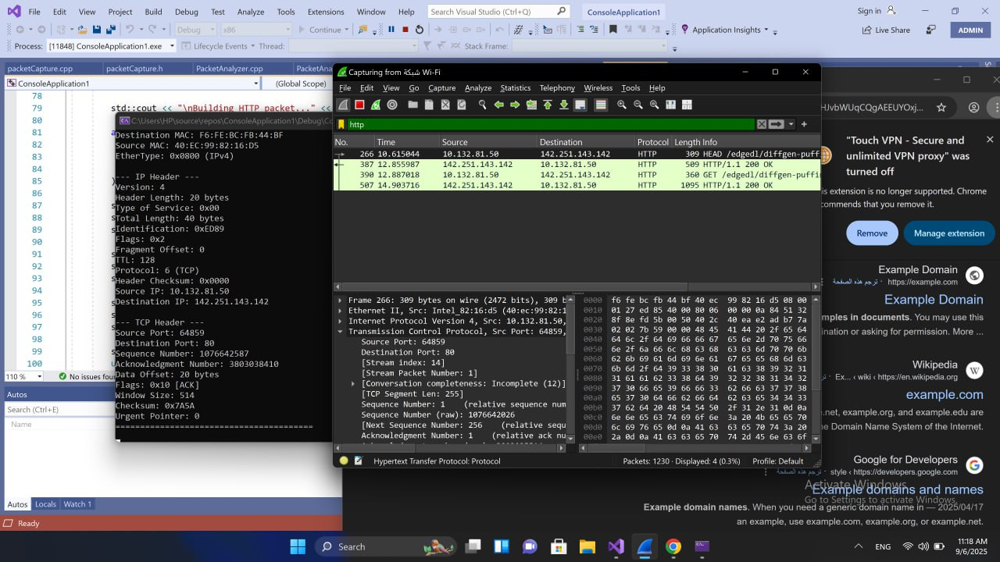 File Edit View Git Project Build Debug Test Analyze Tools Extensions Window Help Search Visual Studio (Ctrl+Q) ConsoleApplication1 Sign in
Debug x86 Continue Application Insights Live Share ADMIN
Process: [11848] ConsoleApplication1.exe Lifecycle Events Thread: Stack Frame:
packetCapture.cpp packetCapture.h PacketAnalyzer.cpp PacketAna
ConsoleApplication1 (Global Scope)
78
79 std::cout << "\nBuilding HTTP packet..." <<
80
81
82
83
84
85
86
87
88
89
90
91
92
93
94
95
96
97
98
99
100
110 % No issues fou
Autos
Search (Ctrl+E)
Name
Autos Locals Watch 1
Ready
C:\Users\HP\source\repos\ConsoleApplication1\Debug\Co
Destination MAC: F6:FE:BC:FB:44:BF
Source MAC: 40:EC:99:82:16:D5
EtherType: 0x0800 (IPv4)
--- IP Header ---
Version: 4
Header Length: 20 bytes
Type of Service: 0x00
Total Length: 40 bytes
Identification: 0xED89
Flags: 0x2
Fragment Offset: 0
TTL: 128
Protocol: 6 (TCP)
Header Checksum: 0x0000
Source IP: 10.132.81.50
Destination IP: 142.251.143.142
--- TCP Header ---
Source Port: 64859
Destination Port: 80
Sequence Number: 1076642587
Acknowledgment Number: 3803038410
Data Offset: 20 bytes
Flags: 0x10 [ACK]
Window Size: 514
Checksum: 0x7A5A
Urgent Pointer: 0
========================================
Capturing from شبكة Wi-Fi
File Edit View Go Capture Analyze Statistics Telephony Wireless Tools Help
http
No. Time Source Destination Protocol Length Info
266 10.615044 10.132.81.50 142.251.143.142 HTTP 309 HEAD /edgedl/diffgen-puffi
387 12.855987 142.251.143.142 10.132.81.50 HTTP 509 HTTP/1.1 200 OK
390 12.887018 10.132.81.50 142.251.143.142 HTTP 360 GET /edgedl/diffgen-puffi
507 14.903716 142.251.143.142 10.132.81.50 HTTP 1095 HTTP/1.1 200 OK
Frame 266: 309 bytes on wire (2472 bits), 309 b
Ethernet II, Src: Intel_82:16:d5 (40:ec:99:82:1
Internet Protocol Version 4, Src: 10.132.81.50,
Transmission Control Protocol, Src Port: 64859,
Source Port: 64859
Destination Port: 80
[Stream index: 14]
[Stream Packet Number: 1]
[Conversation completeness: Incomplete (12)]
[TCP Segment Len: 255]
Sequence Number: 1 (relative sequence num
Sequence Number (raw): 1076642026
[Next Sequence Number: 256 (relative sequ
Acknowledgment Number: 1 (relative ack nu
0000 f6 fe bc fb 44 bf 40 ec 99 82 16 d5 08 00
0010 01 27 ed 85 40 00 80 06 00 00 0a 84 51 32
0020 8f 8e fd 5b 00 50 40 2c 40 ea e2 ad b7 7a
0030 02 02 7b 59 00 00 48 45 41 44 20 2f 65 64
0040 64 6c 2f 64 69 66 66 67 65 6e 2d 70 75 66
0050 6e 2f 6a 66 6c 68 63 68 63 63 6d 70 70 6b
0060 62 6b 69 61 6d 69 6e 61 67 65 65 68 6d 63
0070 6b 6d 2f 64 39 33 38 30 61 63 38 39 32 31
0080 31 61 61 62 33 38 64 39 32 32 38 31 34 32
0090 37 30 66 65 39 66 66 33 62 66 63 37 37 38
00a0 65 37 30 64 66 62 66 64 62 63 65 34 34 33
00b0 37 62 64 20 48 54 54 50 2f 31 2e 31 0d 0a
00c0 6e 6e 65 63 74 69 6f 6e 3a 20 4b 65 65 70
00d0 6c 69 76 65 0d 0a 41 63 63 65 70 74 3a 20
00e0 2a 0d 0a 41 63 63 65 70 74 2d 45 6e 63 6f
Hypertext Transfer Protocol: Protocol Packets: 1230 · Displayed: 4 (0.3%) Profile: Default
HJvbWUqCQgAEEUYOxj...
"Touch VPN - Secure and
unlimited VPN proxy" was
turned off
is extension is no longer supported. Chrome
commends that you remove it.
Remove Manage extension
Example Domain
https://example.com · ترجم هذه الصفحة
Example Domain
mples in documents. You may use this
ination or asking for permission. More ...
Wikipedia
https://en.wikipedia.org › wiki › Ex...
example.com
.net, example.org, and example.edu are
he Domain Name System of the Internet.
Google for Developers
https://developers.google.com › style · ترجم هذه الصفحة
Example domains and names
Example domain names. When you need a generic domain name in — 2025/04/17
an example, use example.com, example.org, or example.net.
Activate Windows
Go to Settings to activate Windows.
Search ENG 11:18 AM
9/6/2025